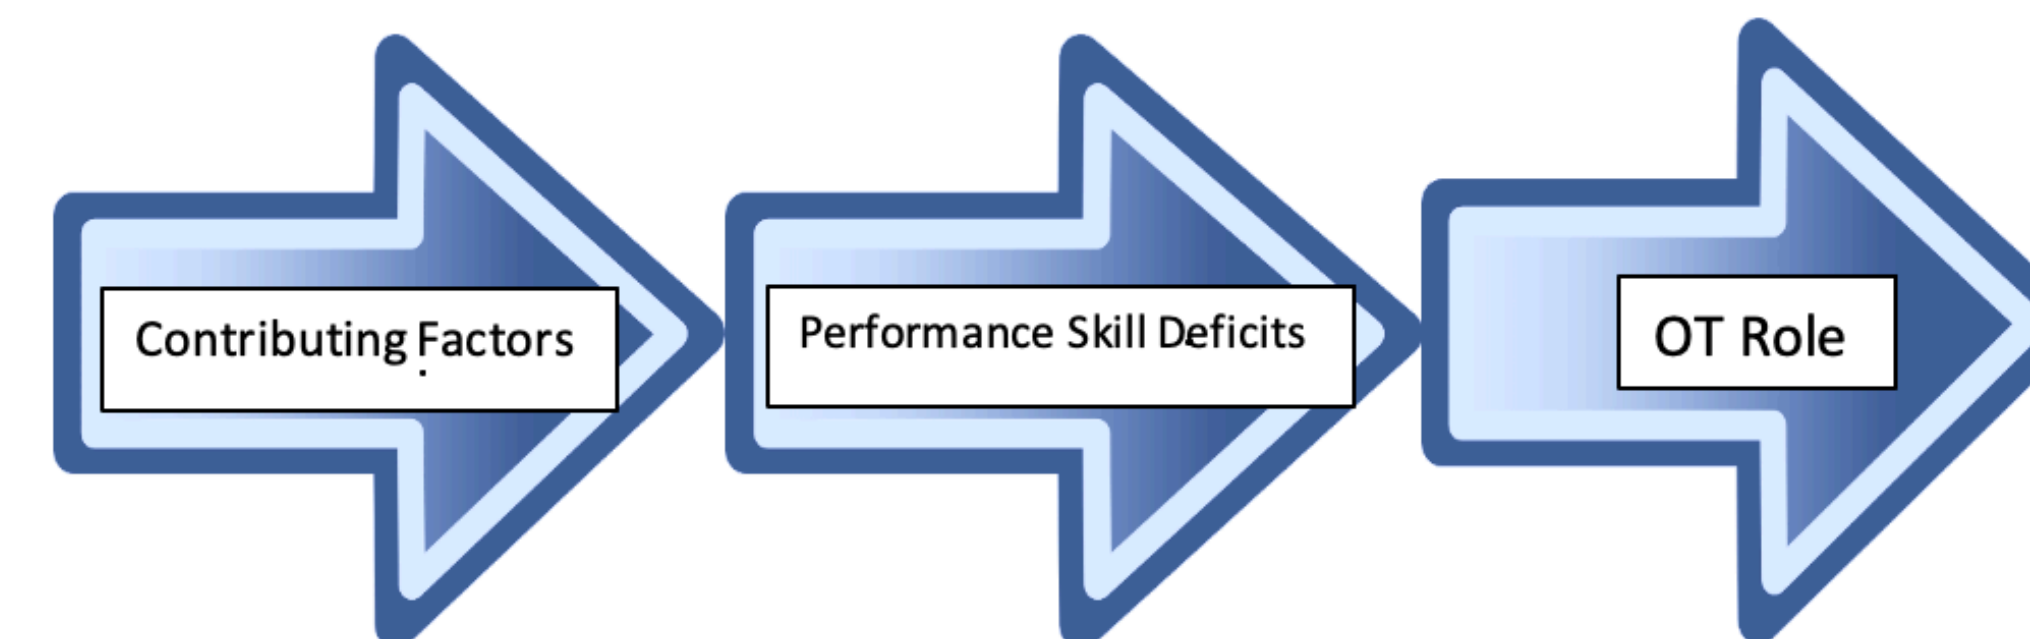 Contributing Factors
.
Performance Skill Deficits
OT Role